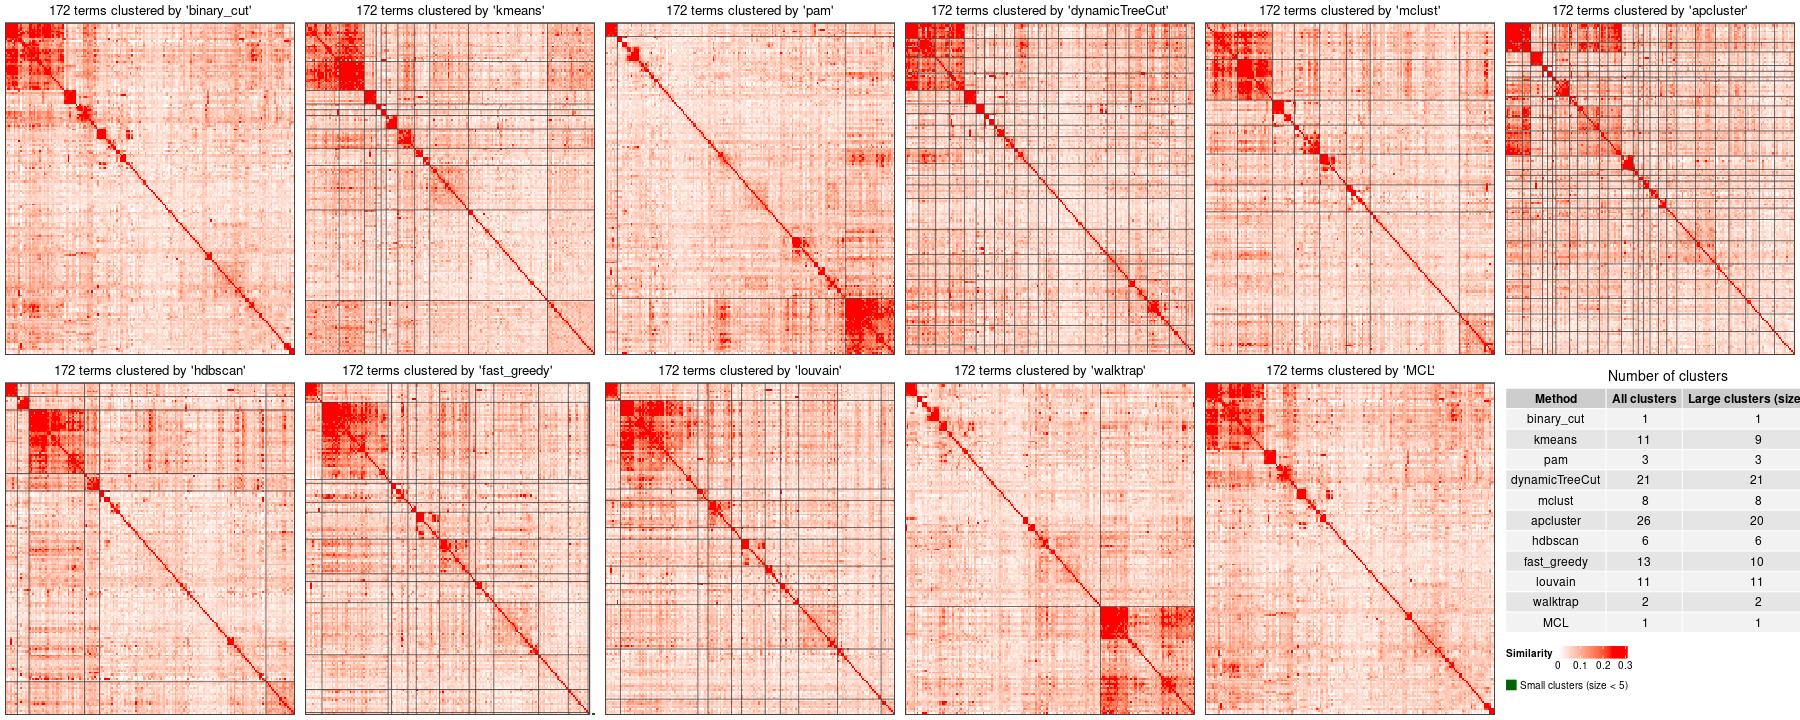 172 terms clustered by 'binary_cut'
172 terms clustered by 'kmeans'
172 terms clustered by 'pam'
172 terms clustered by 'dynamicTreeCut'
172 terms clustered by 'mclust'
172 terms clustered by 'apcluster'
172 terms clustered by 'hdbscan'
172 terms clustered by 'fast_greedy'
172 terms clustered by 'louvain'
172 terms clustered by 'walktrap'
172 terms clustered by 'MCL'
Number of clusters
Method All clusters Large clusters (size
binary_cut 1 1
kmeans 11 9
pam 3 3
dynamicTreeCut 21 21
mclust 8 8
apcluster 26 20
hdbscan 6 6
fast_greedy 13 10
louvain 11 11
walktrap 2 2
MCL 1 1
Similarity
0 0.1 0.2 0.3
Small clusters (size < 5)